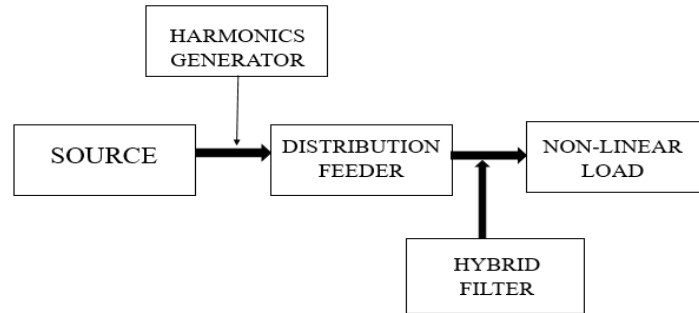 HARMONICS
GENERATOR
SOURCE
DISTRIBUTION
FEEDER
NON-LINEAR
LOAD
HYBRID
FILTER